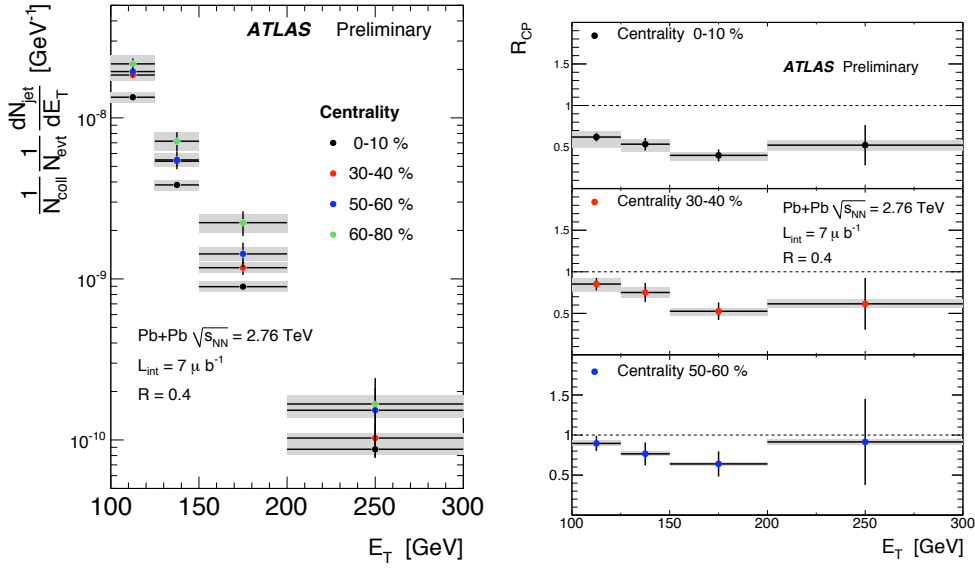 ATLAS Preliminary
1/N_coll 1/N_evt dN_jet/dE_T [GeV⁻¹]
10⁻⁸
10⁻⁹
10⁻¹⁰
Centrality
0-10 %
30-40 %
50-60 %
60-80 %
Pb+Pb √s_NN = 2.76 TeV
L_int = 7 μ b⁻¹
R = 0.4
100 150 200 250 300
E_T [GeV]
R_CP
Centrality 0-10 %
ATLAS Preliminary
1.5
1
0.5
Centrality 30-40 %
Pb+Pb √s_NN = 2.76 TeV
L_int = 7 μ b⁻¹
R = 0.4
1.5
1
0.5
Centrality 50-60 %
1.5
1
0.5
100 150 200 250 300
E_T [GeV]